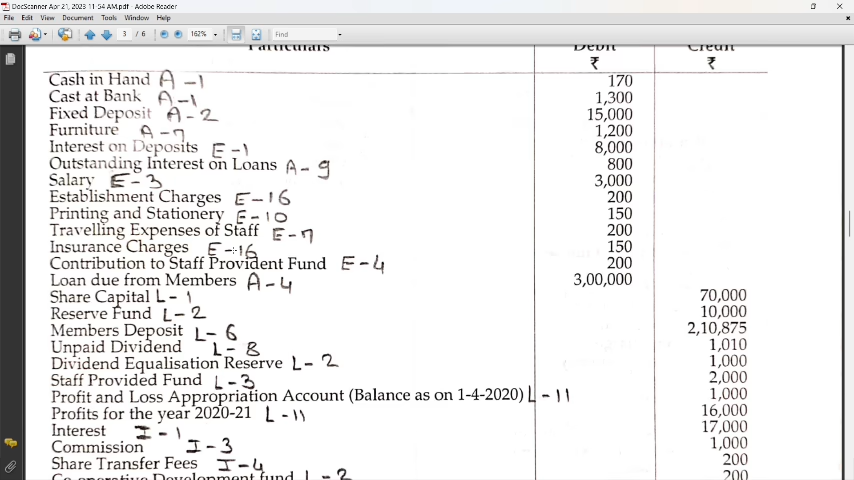 DocScanner Apr 21, 2023 11-54 AM.pdf - Adobe Reader
File Edit View Document Tools Window Help
3 / 6 162% Find
Particulars Debit Credit
₹ ₹
Cash in Hand A-1 170
Cast at Bank A-1 1,300
Fixed Deposit A-2 15,000
Furniture A-7 1,200
Interest on Deposits E-1 8,000
Outstanding Interest on Loans A-9 800
Salary E-3 3,000
Establishment Charges E-16 200
Printing and Stationery E-10 150
Travelling Expenses of Staff E-7 200
Insurance Charges E-16 150
Contribution to Staff Provident Fund E-4 200
Loan due from Members A-4 3,00,000
Share Capital L-1 70,000
Reserve Fund L-2 10,000
Members Deposit L-6 2,10,875
Unpaid Dividend L-8 1,010
Dividend Equalisation Reserve L-2 1,000
Staff Provided Fund L-3 2,000
Profit and Loss Appropriation Account (Balance as on 1-4-2020) L-11 1,000
Profits for the year 2020-21 L-11 16,000
Interest I-1 17,000
Commission I-3 1,000
Share Transfer Fees I-4 200
Co-operative Development fund L-2 200